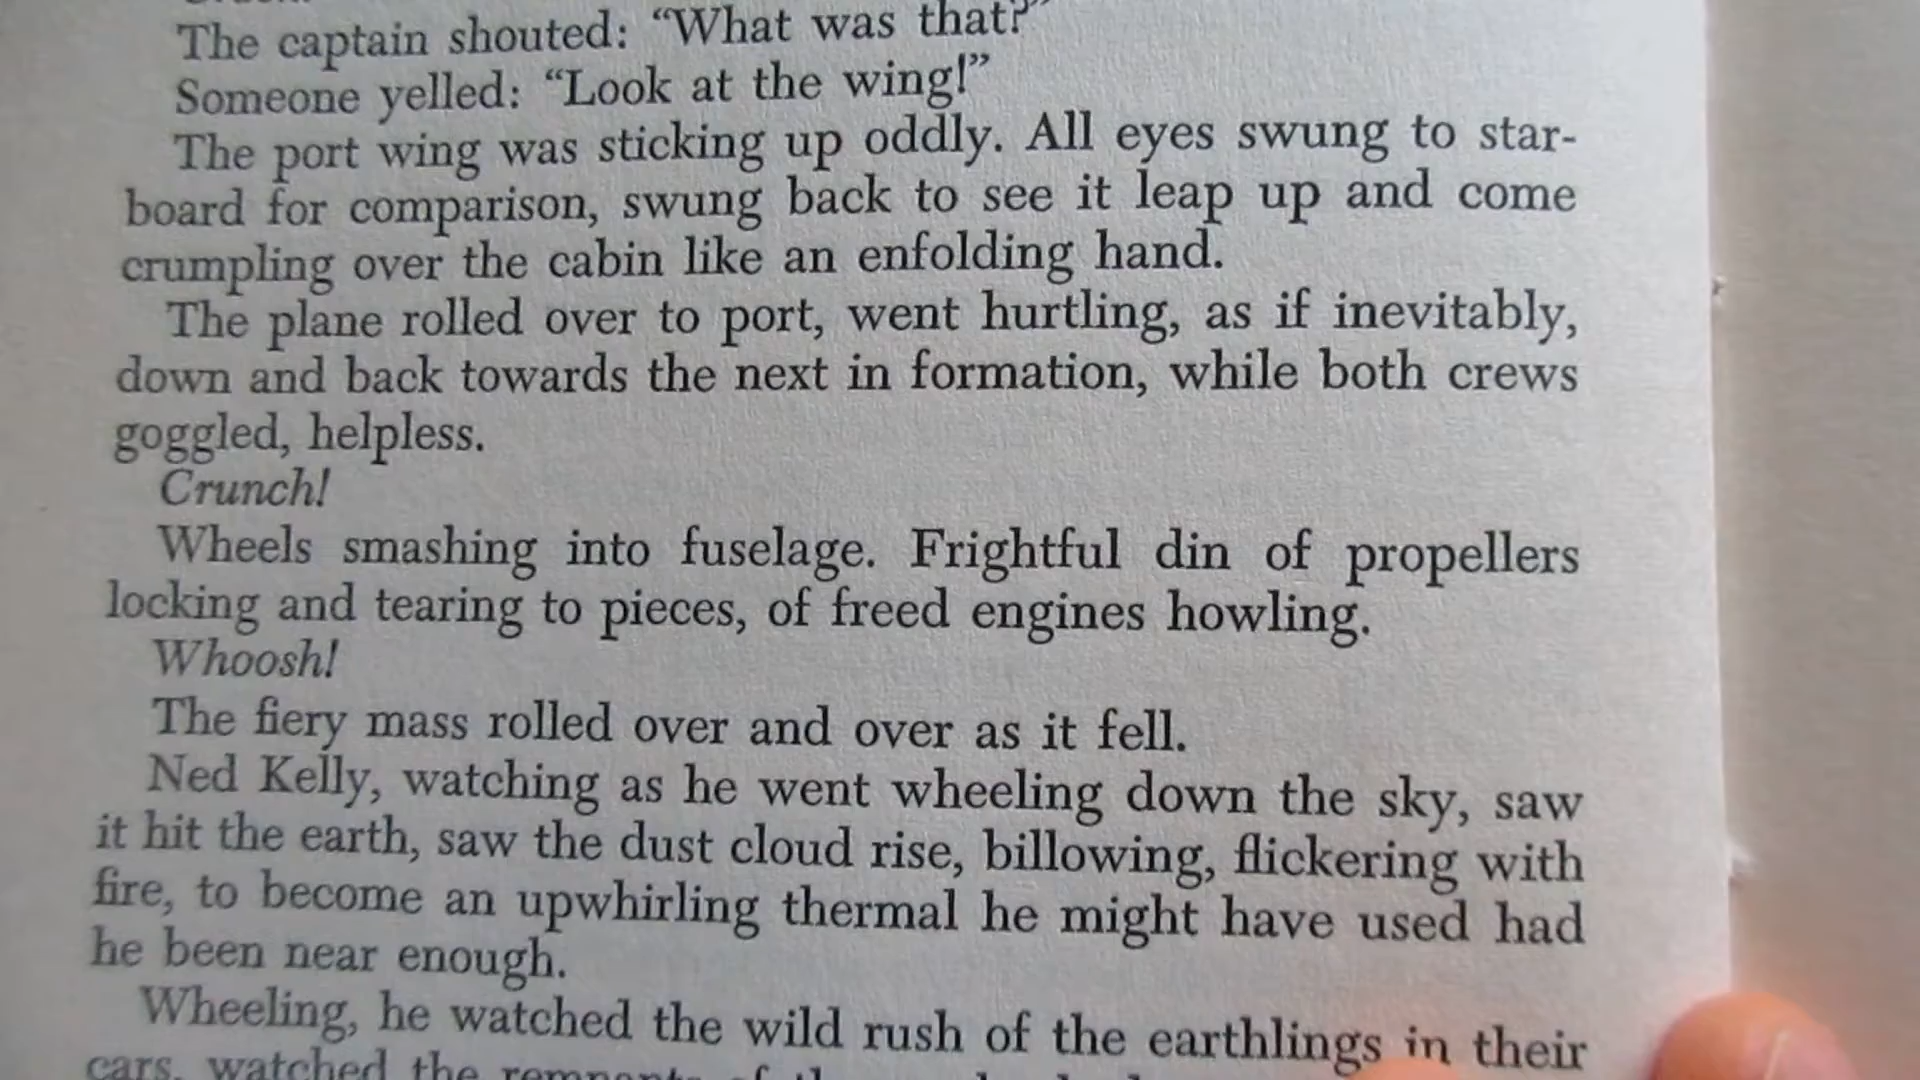 The captain shouted: “What was that?”
Someone yelled: “Look at the wing!”
The port wing was sticking up oddly. All eyes swung to star-
board for comparison, swung back to see it leap up and come
crumpling over the cabin like an enfolding hand.
The plane rolled over to port, went hurtling, as if inevitably,
down and back towards the next in formation, while both crews
goggled, helpless.
Crunch!
Wheels smashing into fuselage. Frightful din of propellers
locking and tearing to pieces, of freed engines howling.
Whoosh!
The fiery mass rolled over and over as it fell.
Ned Kelly, watching as he went wheeling down the sky, saw
it hit the earth, saw the dust cloud rise, billowing, flickering with
fire, to become an upwhirling thermal he might have used had
he been near enough.
Wheeling, he watched the wild rush of the earthlings in their
cars, watched the remnants of the